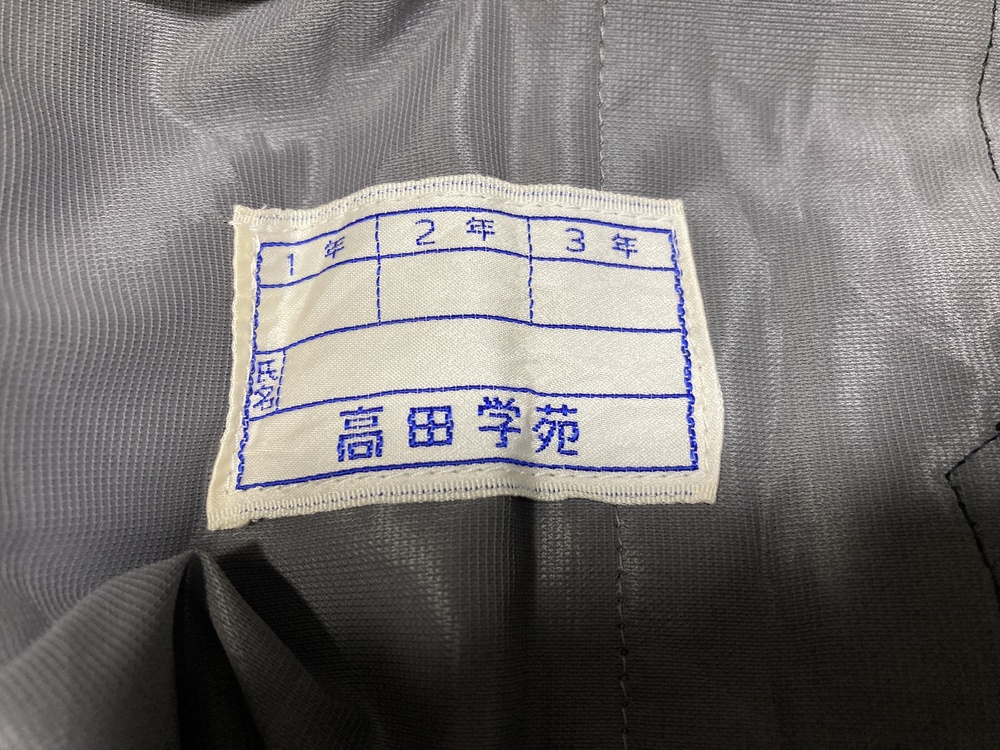 1年 2年 3年
氏名
高田学苑